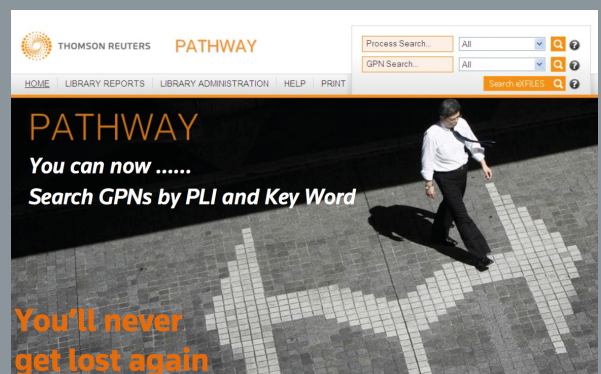 THOMSON REUTERS
PATHWAY
Process Search...
All
GPN Search...
All
Search eXFILES
HOME
LIBRARY REPORTS
LIBRARY ADMINISTRATION
HELP
PRINT
PATHWAY
You can now ......
Search GPNs by PLI and Key Word
You'll never
get lost again